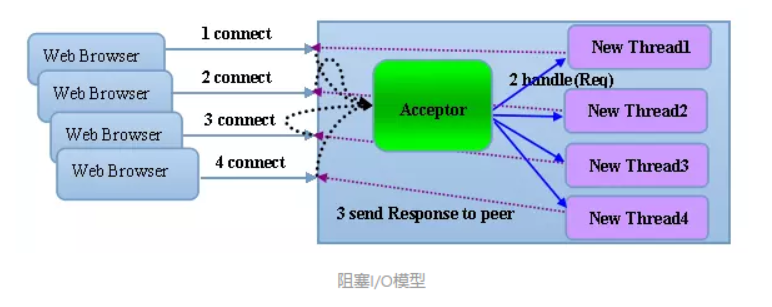 1 connect
Web Browser
New Thread1
2 connect
2 handle(Req)
Web Browser
Acceptor
New Thread2
3 connect
Web Browser
4 connect
New Thread3
Web Browser
3 send Response to peer
New Thread4
阻塞I/O模型